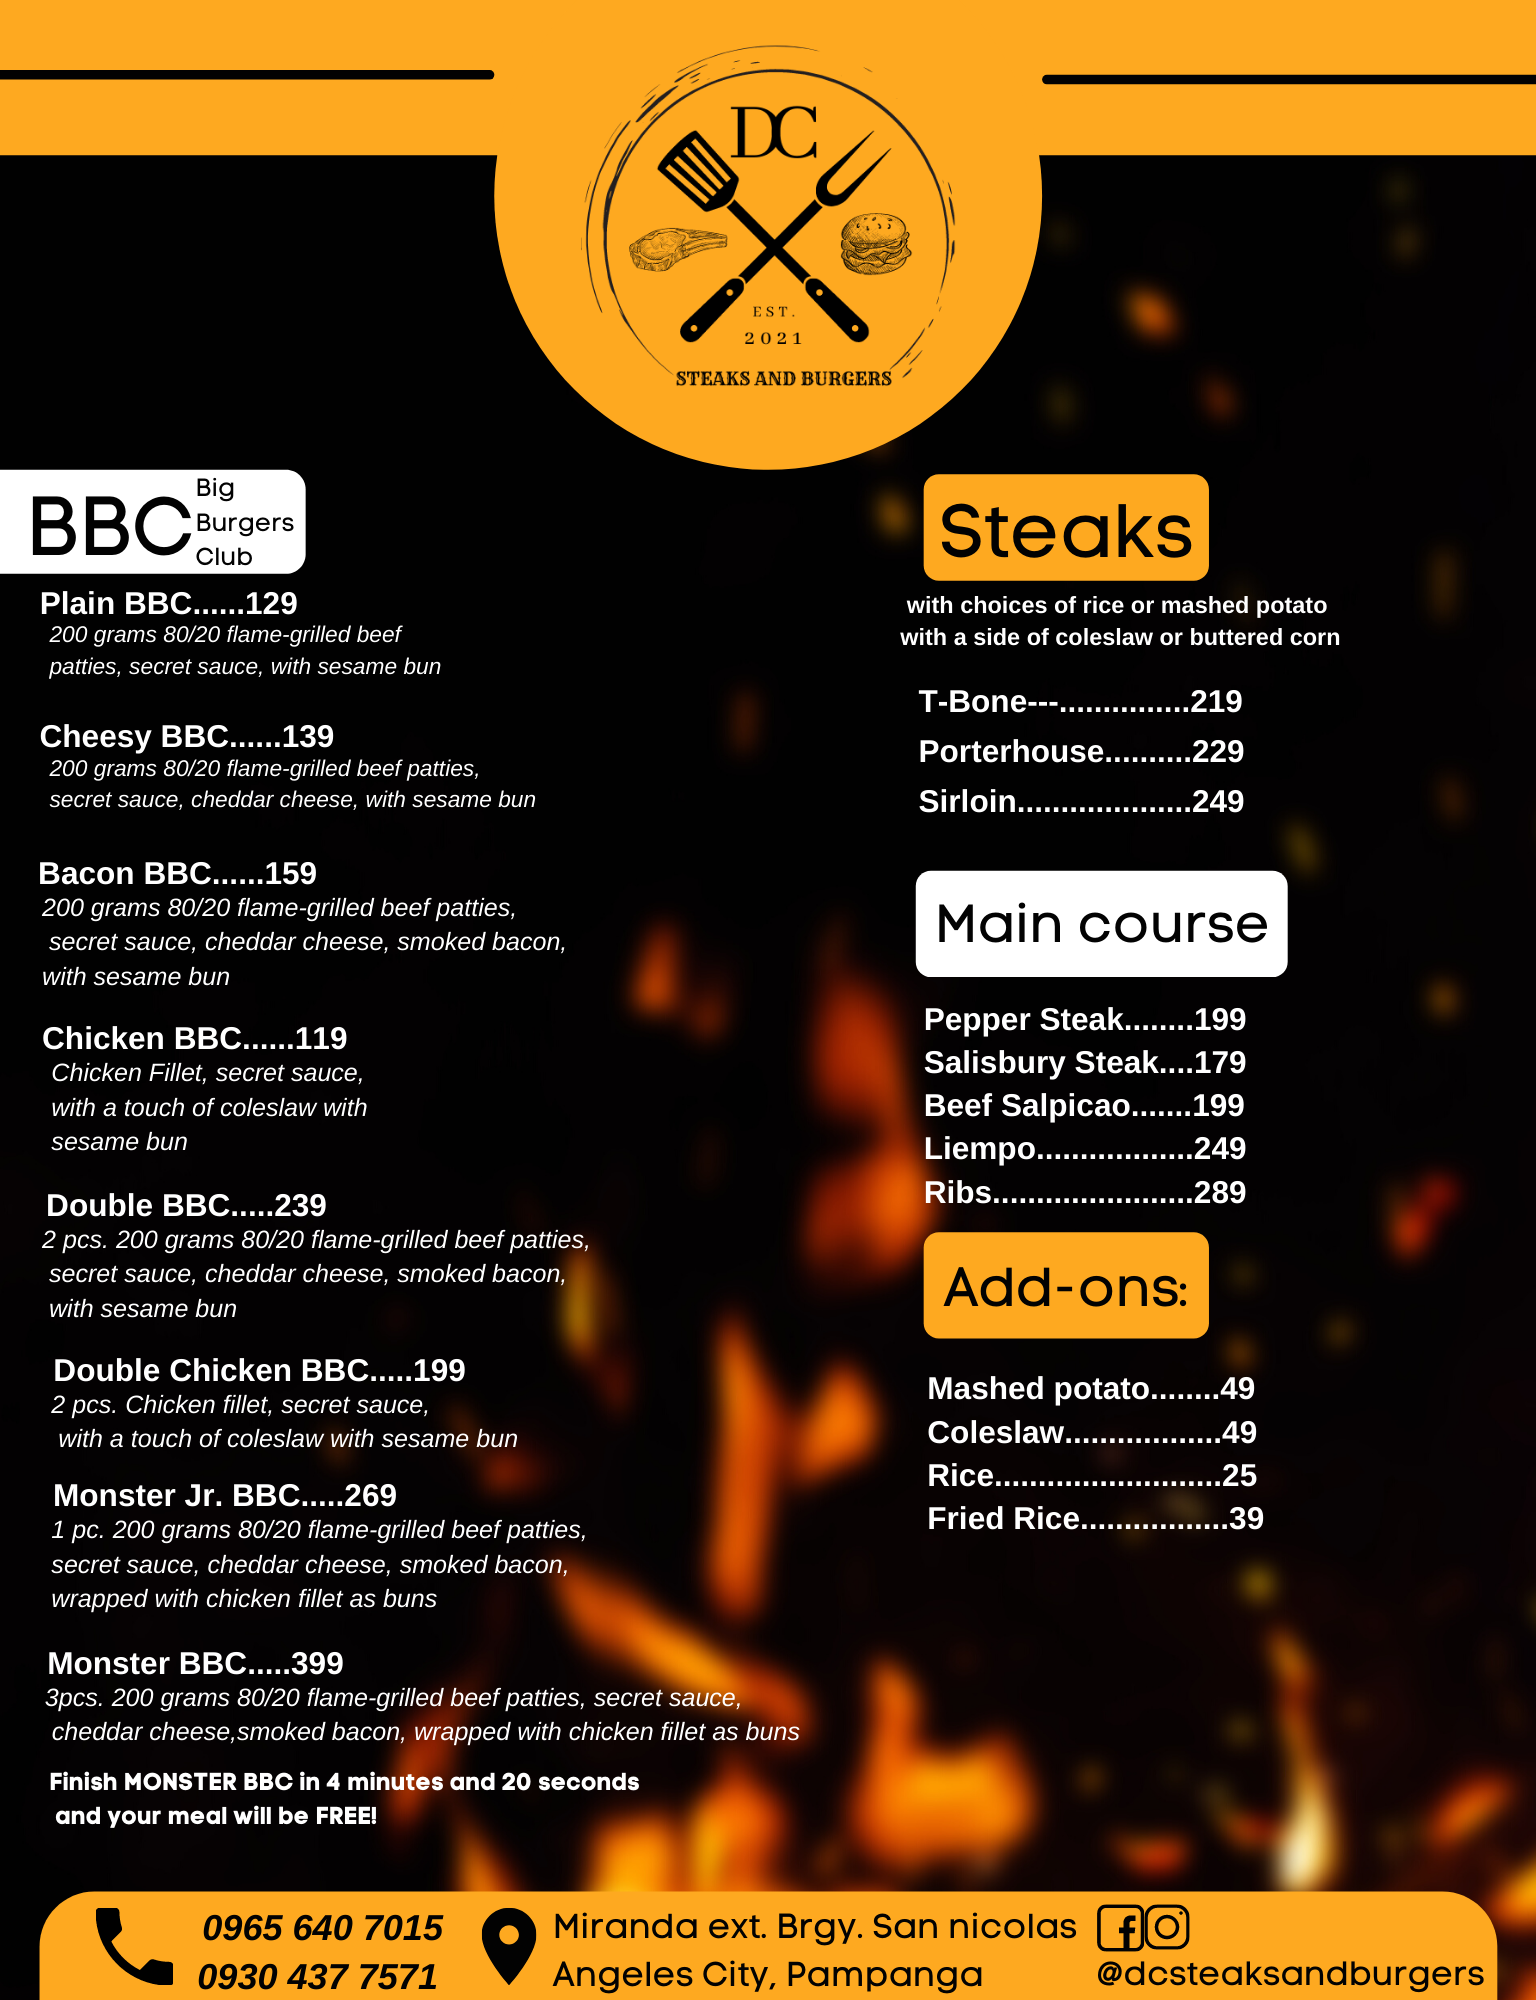 DC
EST.
2021
STEAKS AND BURGERS
BBC
Big
Burgers
Club
Plain BBC......129
200 grams 80/20 flame-grilled beef
patties, secret sauce, with sesame bun
Cheesy BBC......139
200 grams 80/20 flame-grilled beef patties,
secret sauce, cheddar cheese, with sesame bun
Bacon BBC......159
200 grams 80/20 flame-grilled beef patties,
secret sauce, cheddar cheese, smoked bacon,
with sesame bun
Chicken BBC......119
Chicken Fillet, secret sauce,
with a touch of coleslaw with
sesame bun
Double BBC.....239
2 pcs. 200 grams 80/20 flame-grilled beef patties,
secret sauce, cheddar cheese, smoked bacon,
with sesame bun
Double Chicken BBC.....199
2 pcs. Chicken fillet, secret sauce,
with a touch of coleslaw with sesame bun
Monster Jr. BBC.....269
1 pc. 200 grams 80/20 flame-grilled beef patties,
secret sauce, cheddar cheese, smoked bacon,
wrapped with chicken fillet as buns
Monster BBC.....399
3pcs. 200 grams 80/20 flame-grilled beef patties, secret sauce,
cheddar cheese,smoked bacon, wrapped with chicken fillet as buns
Finish MONSTER BBC in 4 minutes and 20 seconds
and your meal will be FREE!
Steaks
with choices of rice or mashed potato
with a side of coleslaw or buttered corn
T-Bone---...............219
Porterhouse..........229
Sirloin....................249
Main course
Pepper Steak........199
Salisbury Steak....179
Beef Salpicao.......199
Liempo..................249
Ribs.......................289
Add-ons:
Mashed potato........49
Coleslaw..................49
Rice..........................25
Fried Rice.................39
0965 640 7015
0930 437 7571
Miranda ext. Brgy. San nicolas
Angeles City, Pampanga
@dcsteaksandburgers